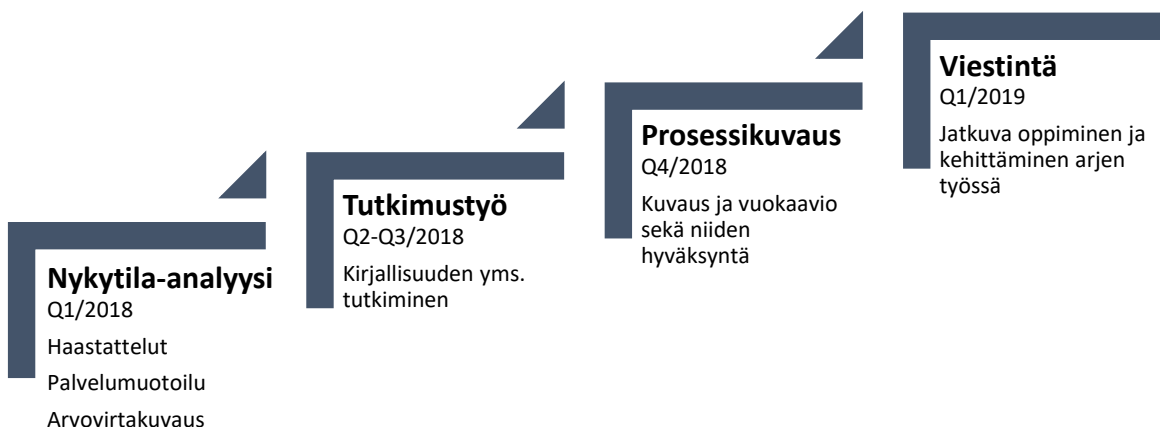 Nykytila-analyysi
Q1/2018
Haastattelut
Palvelumuotoilu
Arvovirtakuvaus
Tutkimustyö
Q2-Q3/2018
Kirjallisuuden yms.
tutkiminen
Prosessikuvaus
Q4/2018
Kuvaus ja vuokaavio
sekä niiden
hyväksyntä
Viestintä
Q1/2019
Jatkuva oppiminen ja
kehittäminen arjen
työssä